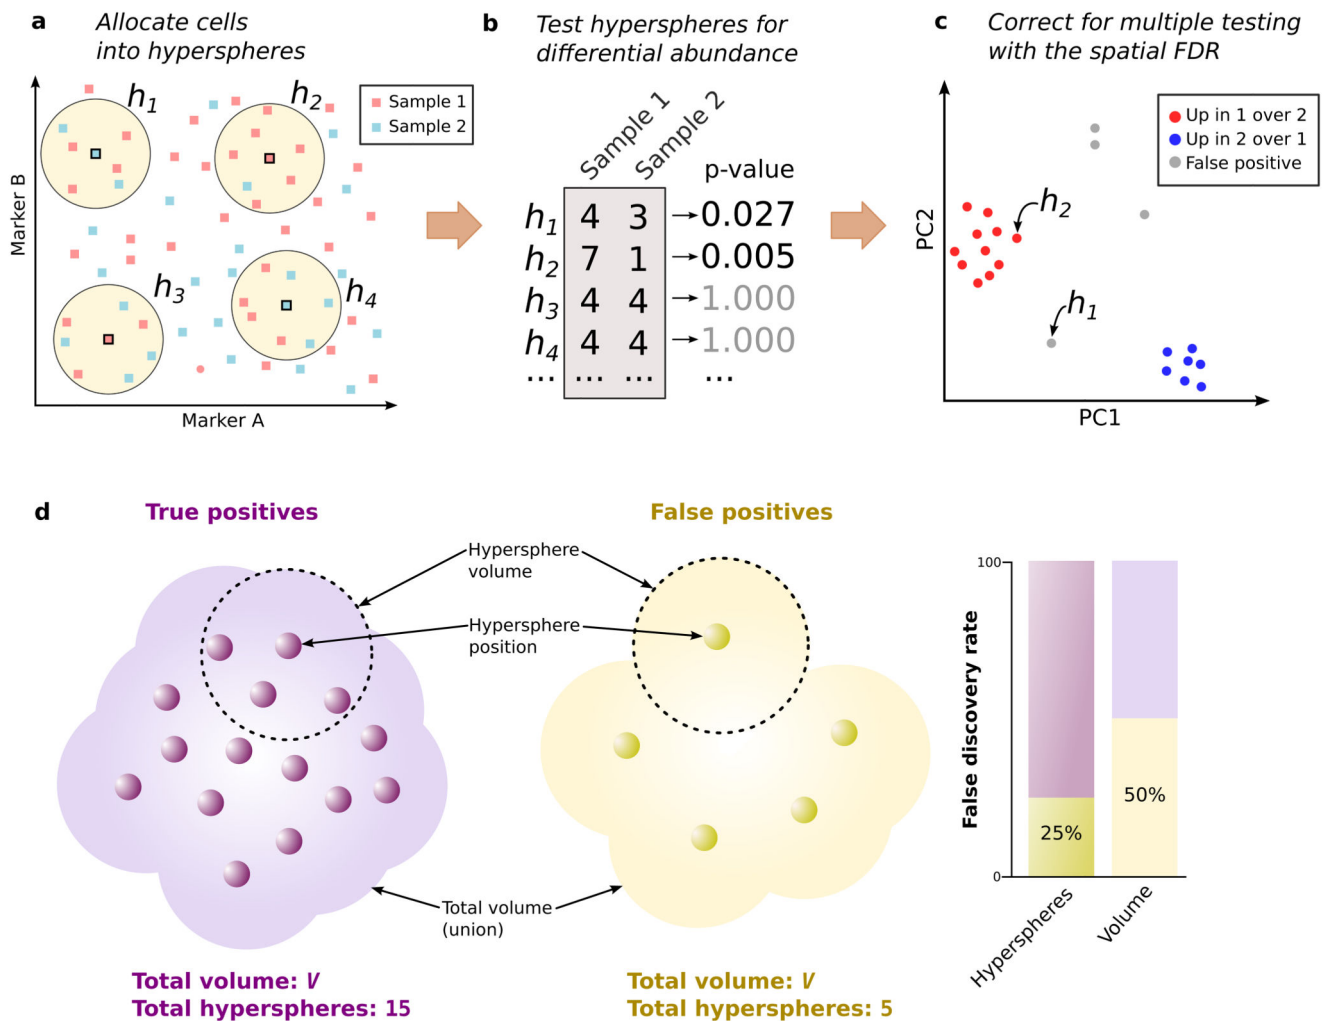 a
Allocate cells
into hyperspheres
Marker B
h1
h2
h3
h4
Sample 1
Sample 2
Marker A
b
Test hyperspheres for
differential abundance
Sample 1
Sample 2
p-value
h1 4 3 0.027
h2 7 1 0.005
h3 4 4 1.000
h4 4 4 1.000
... ... ... ...
c
Correct for multiple testing
with the spatial FDR
PC2
Up in 1 over 2
Up in 2 over 1
False positive
h2
h1
PC1
d
True positives
False positives
Hypersphere
volume
Hypersphere
position
Total volume
(union)
Total volume: V
Total hyperspheres: 15
Total volume: V
Total hyperspheres: 5
False discovery rate
100
0
25%
50%
Hyperspheres
Volume